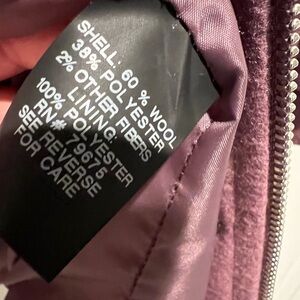 SHELL: 60 % WOOL
38% POLYESTER
2% OTHER FIBERS
LINING:
100% POLYESTER
RN# 79675
SEE REVERSE
FOR CARE